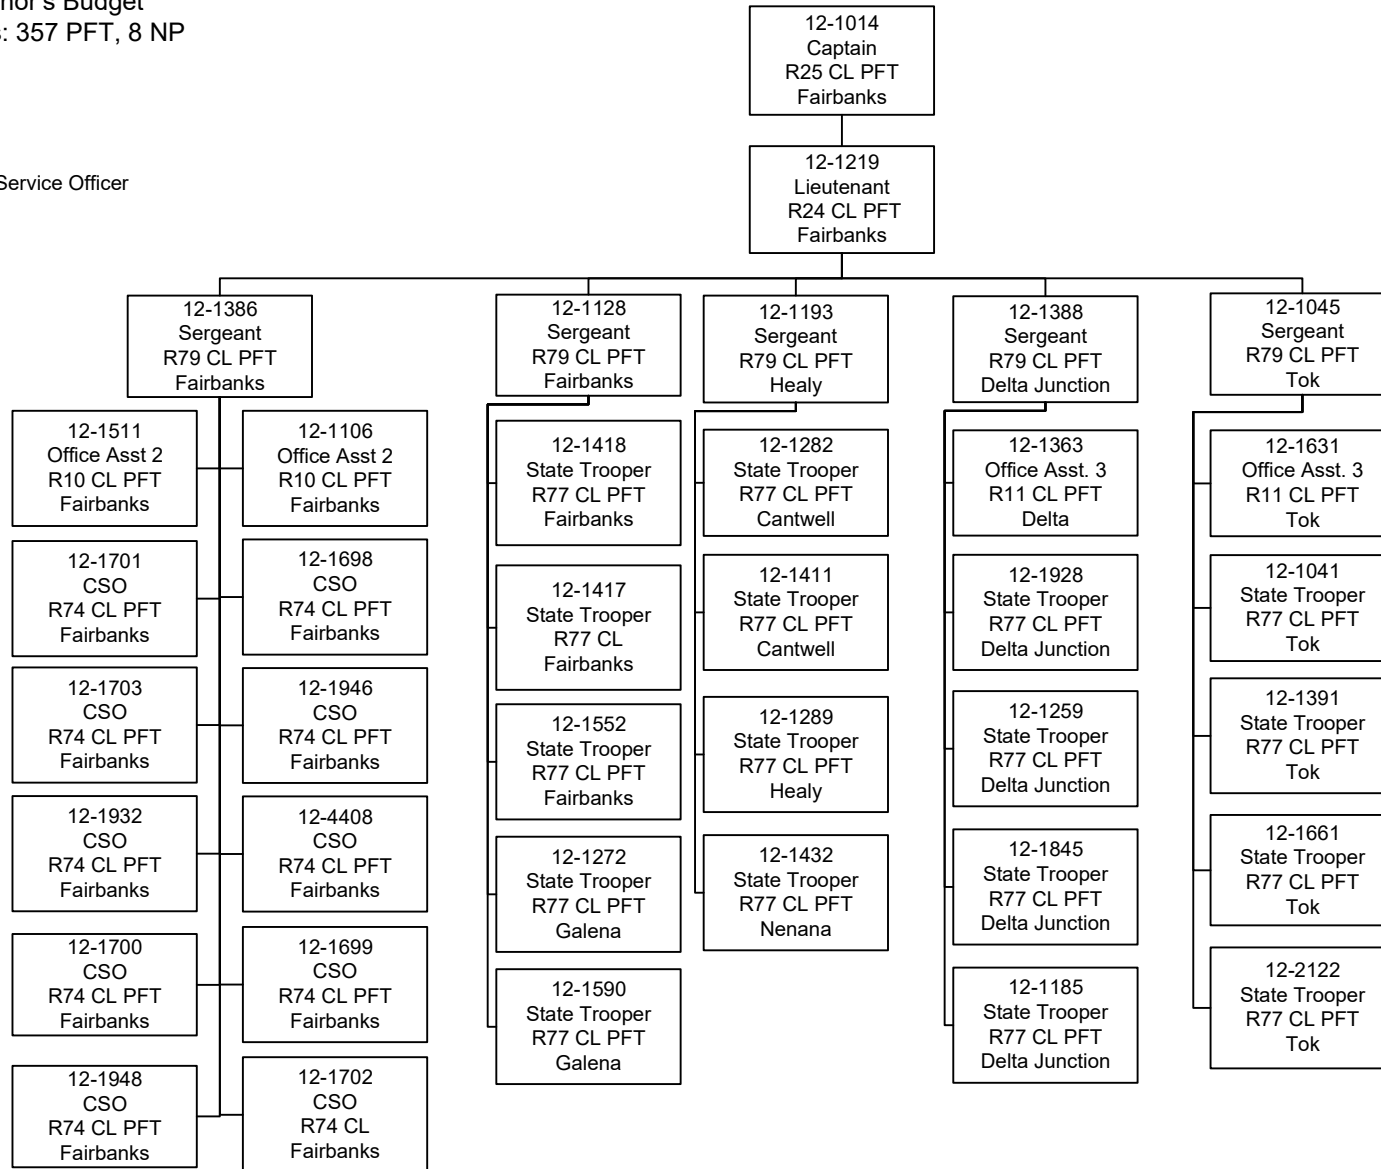 nor's Budget
s: 357 PFT, 8 NP
Service Officer
12-1014
Captain
R25 CL PFT
Fairbanks
12-1219
Lieutenant
R24 CL PFT
Fairbanks
12-1386
Sergeant
R79 CL PFT
Fairbanks
12-1128
Sergeant
R79 CL PFT
Fairbanks
12-1193
Sergeant
R79 CL PFT
Healy
12-1388
Sergeant
R79 CL PFT
Delta Junction
12-1045
Sergeant
R79 CL PFT
Tok
12-1511
Office Asst 2
R10 CL PFT
Fairbanks
12-1106
Office Asst 2
R10 CL PFT
Fairbanks
12-1701
CSO
R74 CL PFT
Fairbanks
12-1698
CSO
R74 CL PFT
Fairbanks
12-1703
CSO
R74 CL PFT
Fairbanks
12-1946
CSO
R74 CL PFT
Fairbanks
12-1932
CSO
R74 CL PFT
Fairbanks
12-4408
CSO
R74 CL PFT
Fairbanks
12-1700
CSO
R74 CL PFT
Fairbanks
12-1699
CSO
R74 CL PFT
Fairbanks
12-1948
CSO
R74 CL PFT
Fairbanks
12-1702
CSO
R74 CL
Fairbanks
12-1418
State Trooper
R77 CL PFT
Fairbanks
12-1417
State Trooper
R77 CL
Fairbanks
12-1552
State Trooper
R77 CL PFT
Fairbanks
12-1272
State Trooper
R77 CL PFT
Galena
12-1590
State Trooper
R77 CL PFT
Galena
12-1282
State Trooper
R77 CL PFT
Cantwell
12-1411
State Trooper
R77 CL PFT
Cantwell
12-1289
State Trooper
R77 CL PFT
Healy
12-1432
State Trooper
R77 CL PFT
Nenana
12-1363
Office Asst. 3
R11 CL PFT
Delta
12-1928
State Trooper
R77 CL PFT
Delta Junction
12-1259
State Trooper
R77 CL PFT
Delta Junction
12-1845
State Trooper
R77 CL PFT
Delta Junction
12-1185
State Trooper
R77 CL PFT
Delta Junction
12-1631
Office Asst. 3
R11 CL PFT
Tok
12-1041
State Trooper
R77 CL PFT
Tok
12-1391
State Trooper
R77 CL PFT
Tok
12-1661
State Trooper
R77 CL PFT
Tok
12-2122
State Trooper
R77 CL PFT
Tok